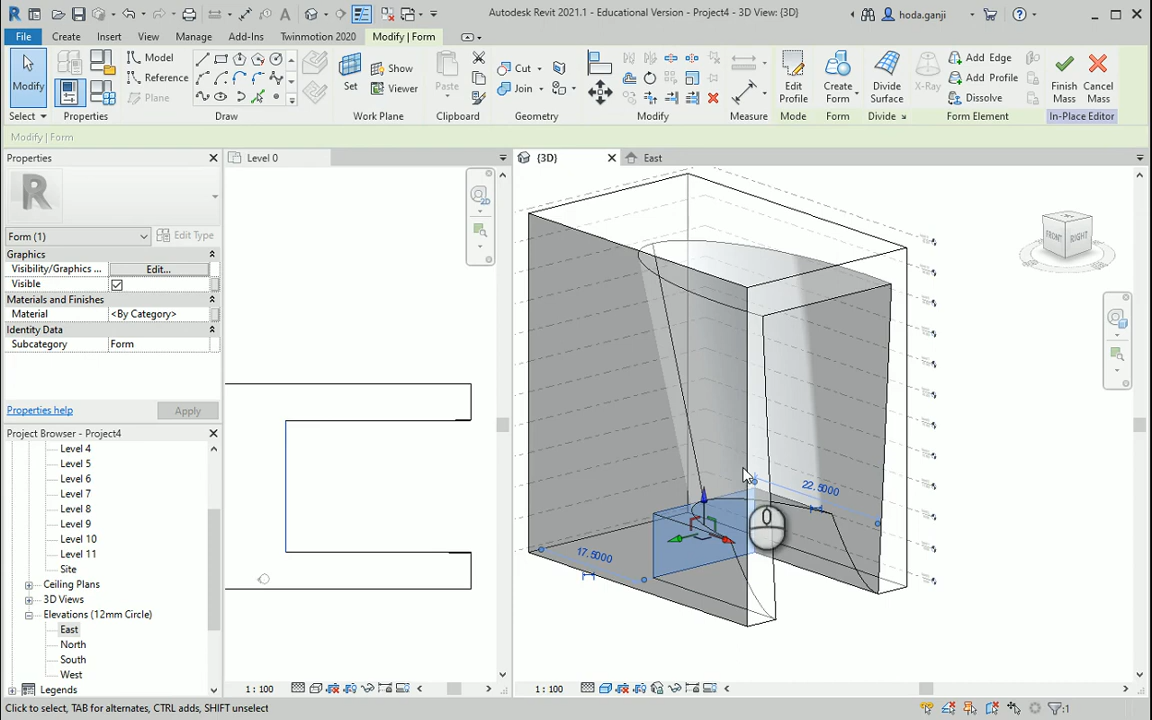 Autodesk Revit 2021.1 - Educational Version - Project4 - 3D View: {3D}
hoda.ganji
File Create Insert View Manage Add-Ins Twinmotion 2020 Modify | Form
Modify
Model
Reference
Plane
Set
Show
Viewer
Paste
Cut
Join
Edit Profile
Create Form
Divide Surface
X-Ray
Add Edge
Add Profile
Dissolve
Finish Mass
Cancel Mass
Select Properties Draw Work Plane Clipboard Geometry Modify Measure Mode Form Divide Form Element In-Place Editor
Modify | Form
Properties
Level 0
{3D}
East
Form (1)
Edit Type
Graphics
Visibility/Graphics ... Edit...
Visible
Materials and Finishes
Material <By Category>
Identity Data
Subcategory Form
Properties help
Apply
Project Browser - Project4
Level 4
Level 5
Level 6
Level 7
Level 8
Level 9
Level 10
Level 11
Site
Ceiling Plans
3D Views
Elevations (12mm Circle)
East
North
South
West
Legends
FRONT
RIGHT
22.5000
17.5000
1 : 100
1 : 100
Click to select, TAB for alternates, CTRL adds, SHIFT unselect
:1